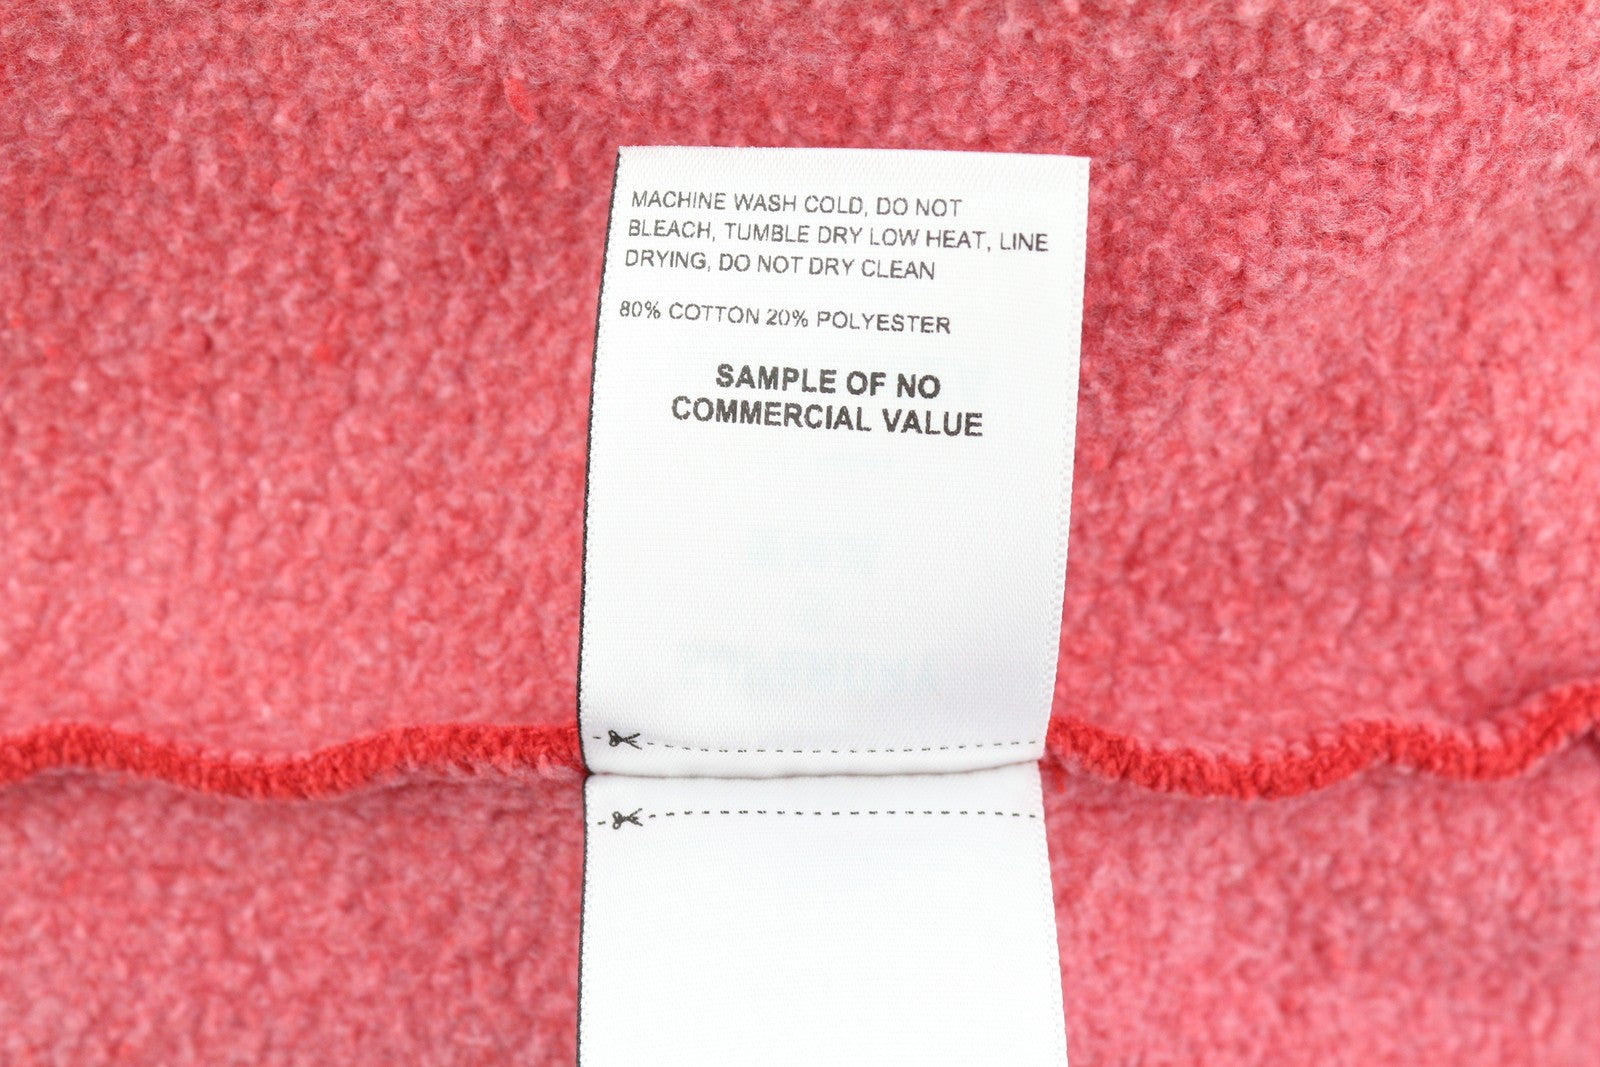 MACHINE WASH COLD, DO NOT
BLEACH, TUMBLE DRY LOW HEAT, LINE
DRYING, DO NOT DRY CLEAN
80% COTTON 20% POLYESTER
SAMPLE OF NO
COMMERCIAL VALUE